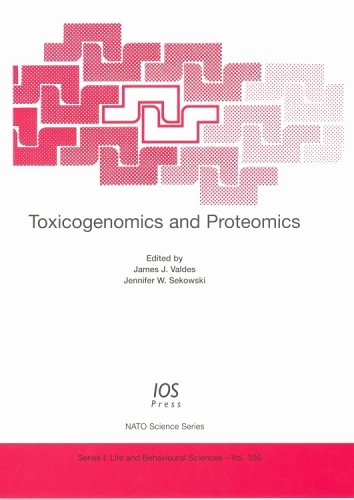 Toxicogenomics and Proteomics
Edited by
James J. Valdes
Jennifer W. Sekowski
IOS
Press
NATO Science Series
Series I: Life and Behavioural Sciences – Vol. 356